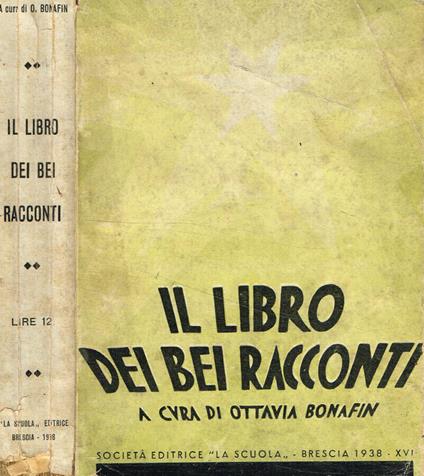 A cura di O. BONAFIN
IL LIBRO
DEI BEI
RACCONTI
LIRE 12
"LA SCUOLA„ EDITRICE
BRESCIA - 1938
IL LIBRO
DEI BEI RACCONTI
A CVRA DI OTTAVIA BONAFIN
SOCIETÀ EDITRICE "LA SCUOLA„ - BRESCIA 1938 - XVI